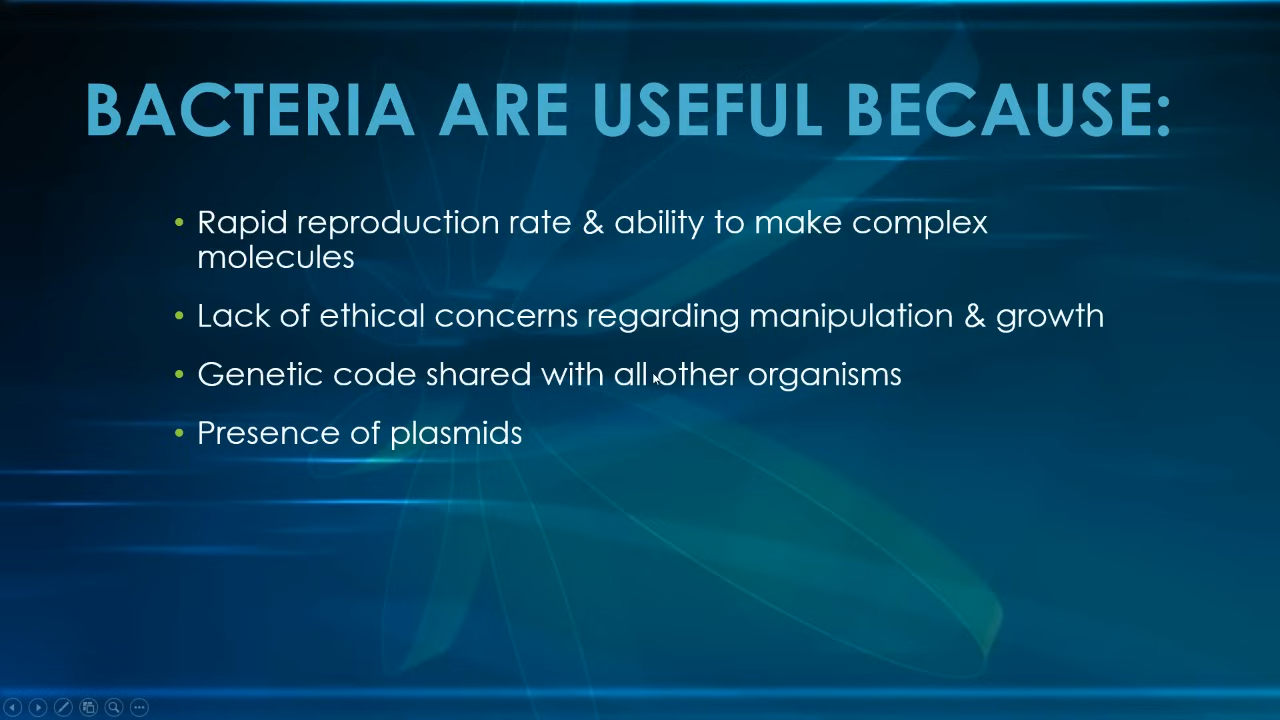 BACTERIA ARE USEFUL BECAUSE:
• Rapid reproduction rate & ability to make complex
molecules
• Lack of ethical concerns regarding manipulation & growth
• Genetic code shared with all other organisms
• Presence of plasmids